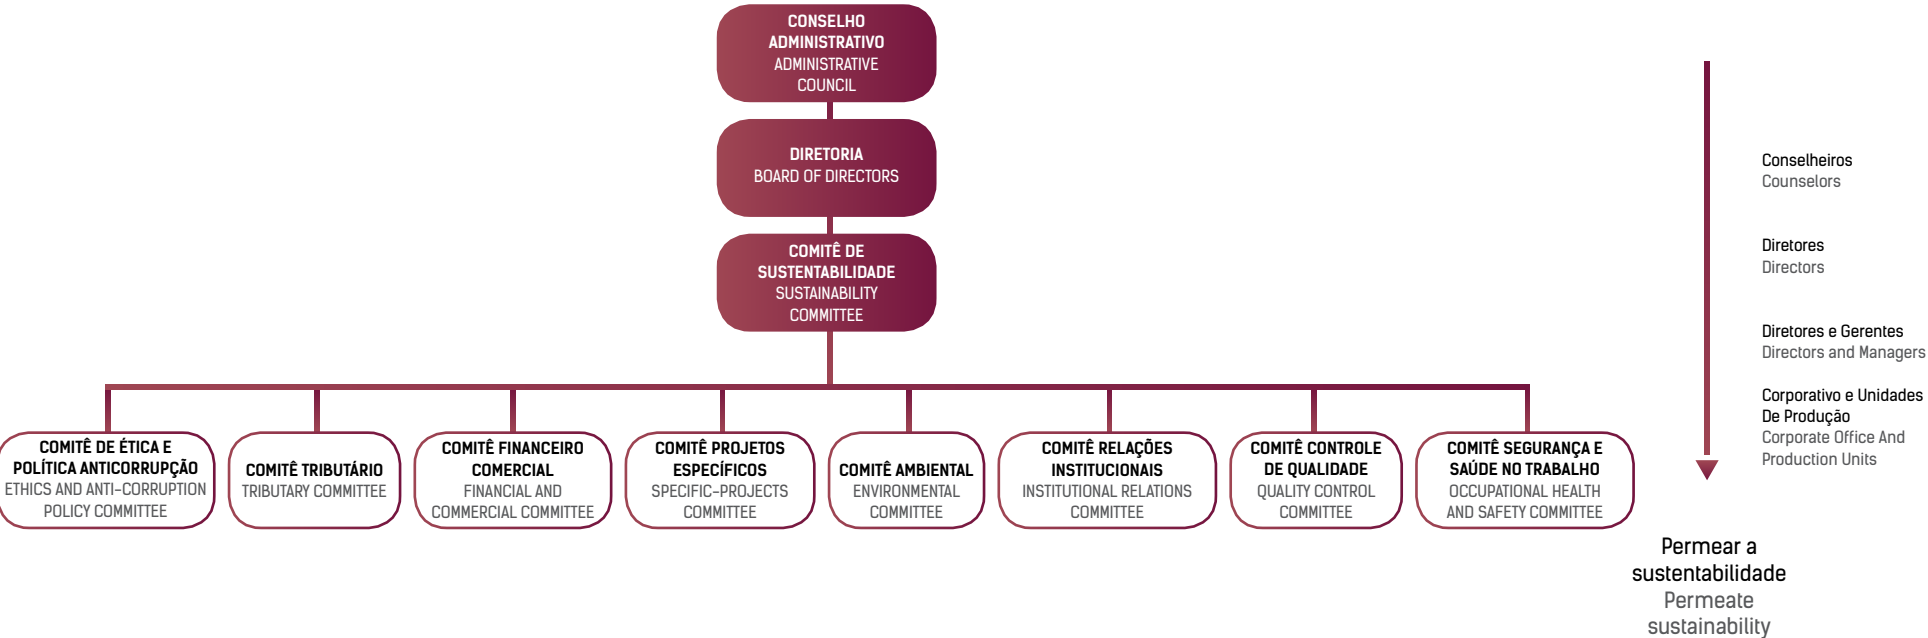 CONSELHO
ADMINISTRATIVO
ADMINISTRATIVE
COUNCIL
DIRETORIA
BOARD OF DIRECTORS
COMITÊ DE
SUSTENTABILIDADE
SUSTAINABILITY
COMMITTEE
COMITÊ DE ÉTICA E
POLÍTICA ANTICORRUPÇÃO
ETHICS AND ANTI-CORRUPTION
POLICY COMMITTEE
COMITÊ TRIBUTÁRIO
TRIBUTARY COMMITTEE
COMITÊ FINANCEIRO
COMERCIAL
FINANCIAL AND
COMMERCIAL COMMITTEE
COMITÊ PROJETOS
ESPECÍFICOS
SPECIFIC-PROJECTS
COMMITTEE
COMITÊ AMBIENTAL
ENVIRONMENTAL
COMMITTEE
COMITÊ RELAÇÕES
INSTITUCIONAIS
INSTITUTIONAL RELATIONS
COMMITTEE
COMITÊ CONTROLE
DE QUALIDADE
QUALITY CONTROL
COMMITTEE
COMITÊ SEGURANÇA E
SAÚDE NO TRABALHO
OCCUPATIONAL HEALTH
AND SAFETY COMMITTEE
Conselheiros
Counselors
Diretores
Directors
Diretores e Gerentes
Directors and Managers
Corporativo e Unidades
De Produção
Corporate Office And
Production Units
Permear a
sustentabilidade
Permeate
sustainability